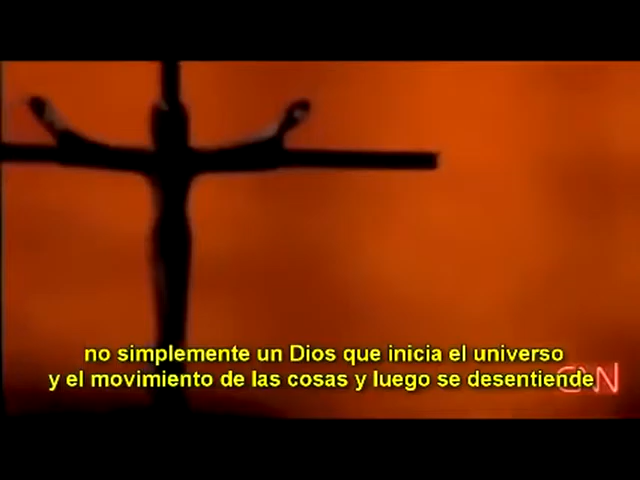 no simplemente un Dios que inicia el universo
y el movimiento de las cosas y luego se desentiende
CNN